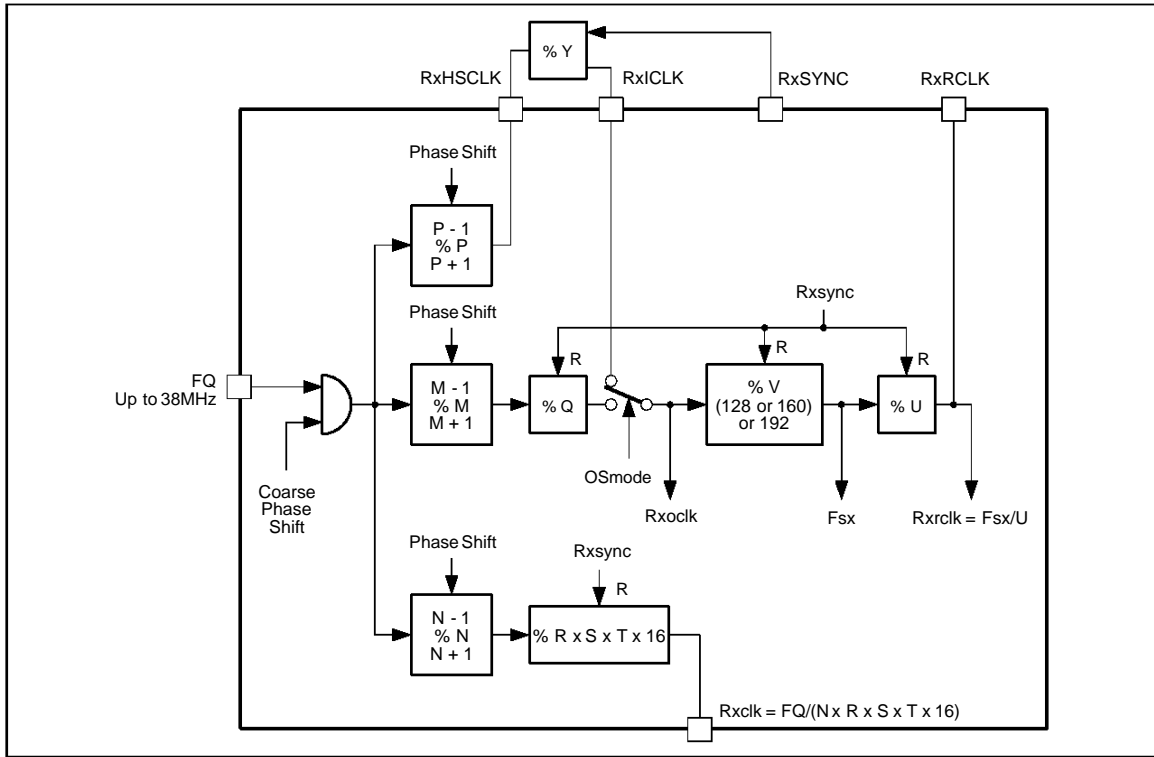 % Y
RxHSCLK
RxICLK
RxSYNC
RxRCLK
Phase Shift
P - 1
% P
P + 1
Rxsync
Phase Shift
R
R
R
FQ
Up to 38MHz
M - 1
% M
M + 1
% Q
% V
(128 or 160)
or 192
% U
OSmode
Coarse
Phase
Shift
Rxoclk
Fsx
Rxrclk = Fsx/U
Phase Shift
Rxsync
R
N - 1
% N
N + 1
% R x S x T x 16
Rxclk = FQ/(N x R x S x T x 16)